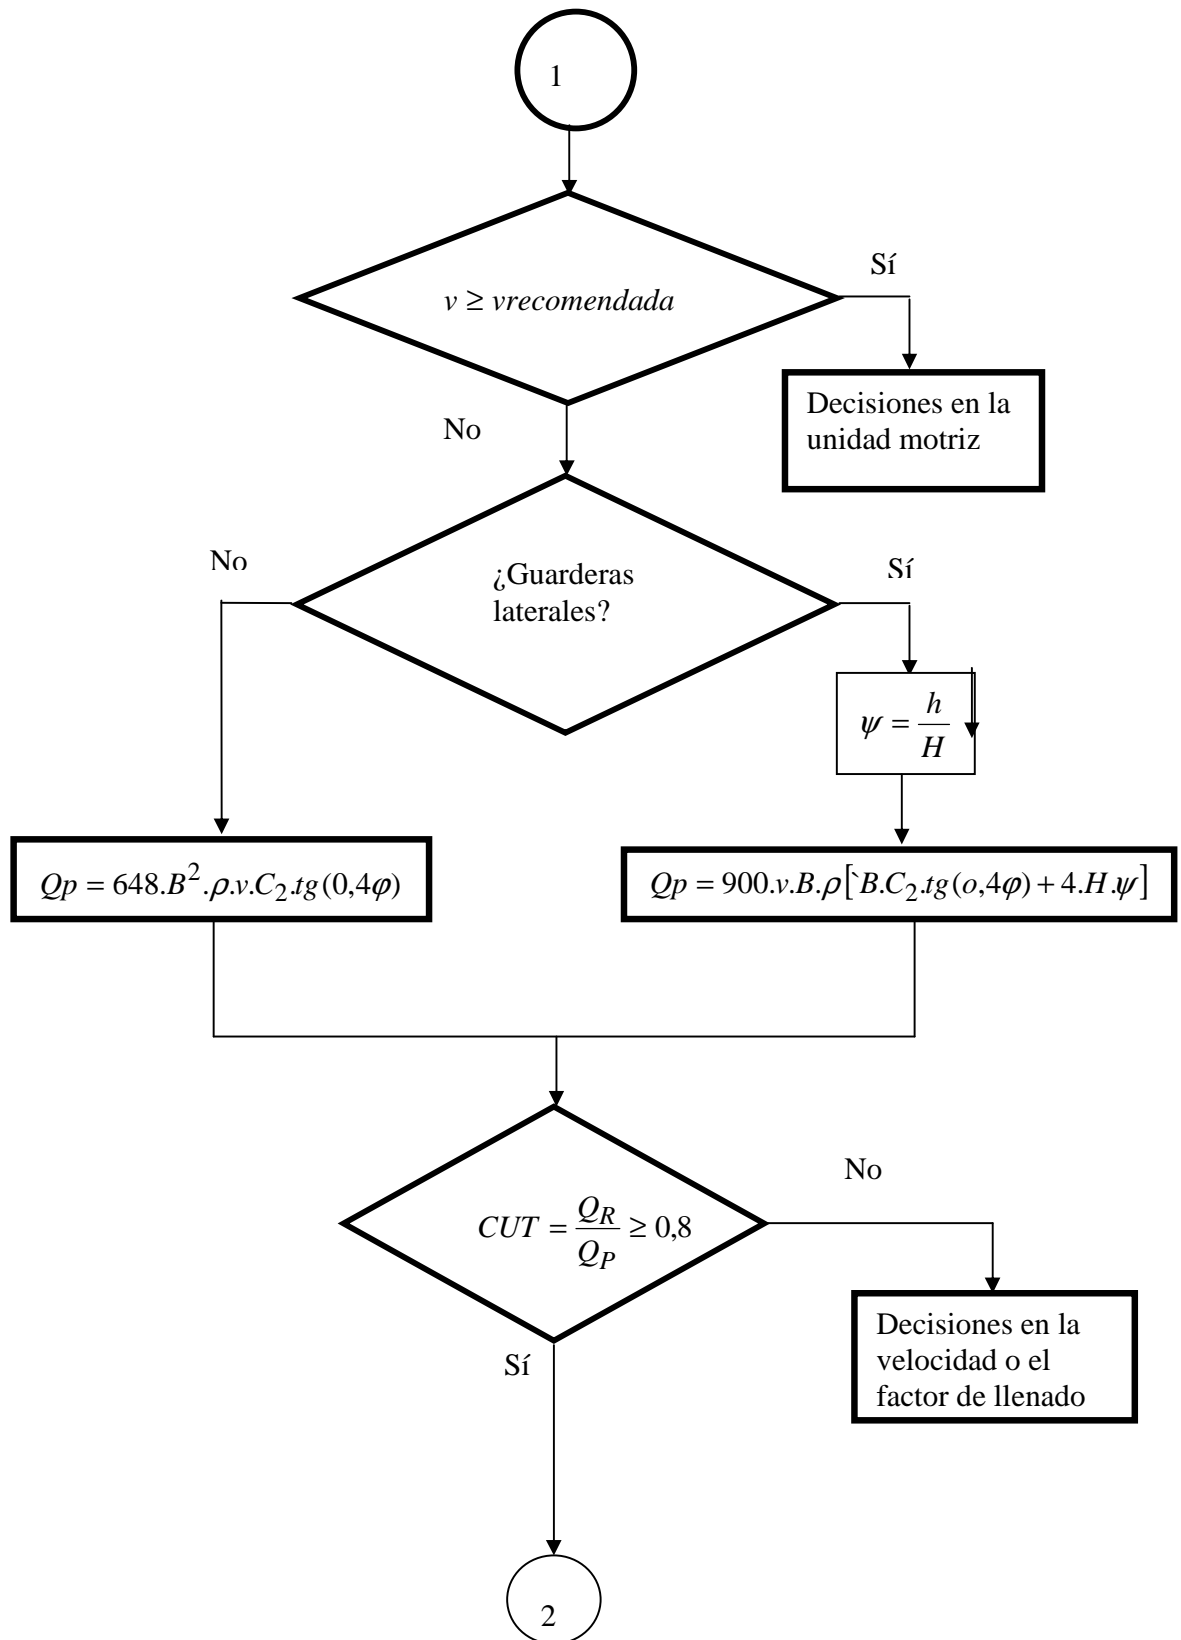 1
Sí
v ≥ vrecomendada
Decisiones en la
unidad motriz
No
No
¿Guarderas
laterales?
Sí
ψ = h/H
Qp = 648.B².ρ.v.C₂.tg(0,4φ)
Qp = 900.v.B.ρ[`B.C₂.tg(o,4φ) + 4.H.ψ]
No
CUT = Q_R/Q_P ≥ 0,8
Decisiones en la
velocidad o el
factor de llenado
Sí
2